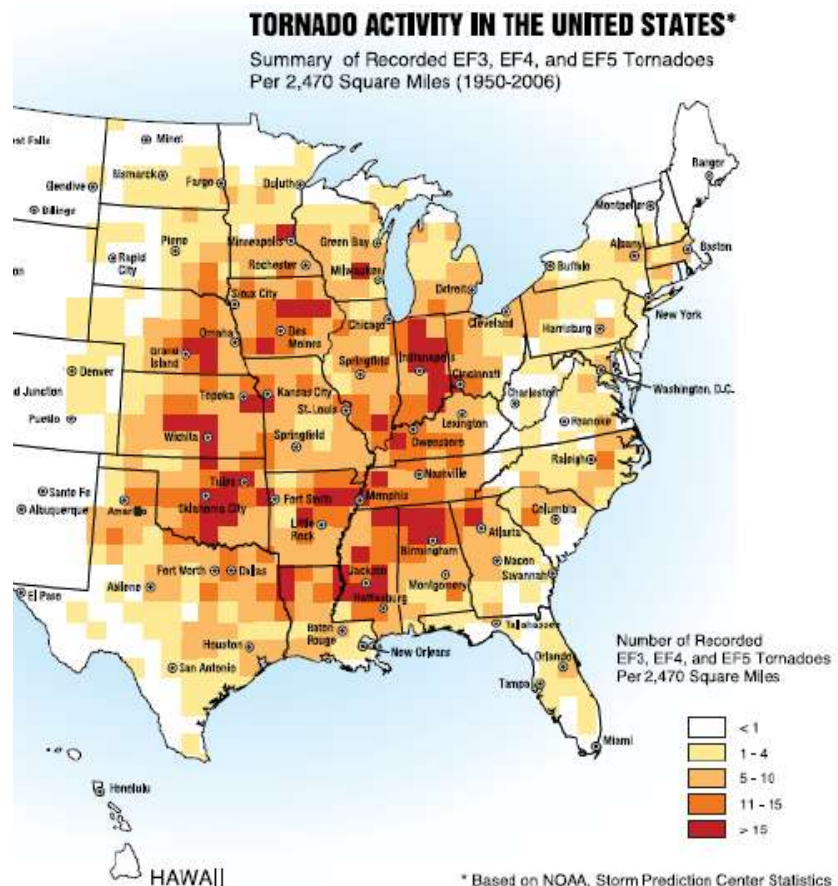 TORNADO ACTIVITY IN THE UNITED STATES*
Summary of Recorded EF3, EF4, and EF5 Tornadoes
Per 2,470 Square Miles (1950-2006)
Minot
Bangor
Glendive
Bismarck
Fargo
Duluth
Montpelier
Billings
Pierre
Minneapolis
Green Bay
Albany
Boston
Rapid
City
Rochester
Milwaukee
Buffalo
Sioux City
Detroit
Chicago
Cleveland
New York
Omaha
Des
Moines
Harrisburg
Grand
Island
Springfield
Indianapolis
Denver
Cincinnati
Washington, D.C.
Junction
Topeka
Kansas City
St. Louis
Charleston
Pueblo
Lexington
Roanoke
Wichita
Springfield
Owensboro
Raleigh
Tulsa
Nashville
Santa Fe
Albuquerque
Amarillo
Oklahoma City
Fort Smith
Memphis
Columbia
Little
Rock
Atlanta
Birmingham
Fort Worth
Dallas
Jackson
Macon
Abilene
Montgomery
Savannah
El Paso
Hattiesburg
Baton
Rouge
Tallahassee
Houston
New Orleans
San Antonio
Orlando
Tampa
Miami
Number of Recorded
EF3, EF4, and EF5 Tornadoes
Per 2,470 Square Miles
< 1
1 - 4
5 - 10
11 - 15
> 15
Honolulu
HAWAII
* Based on NOAA, Storm Prediction Center Statistics